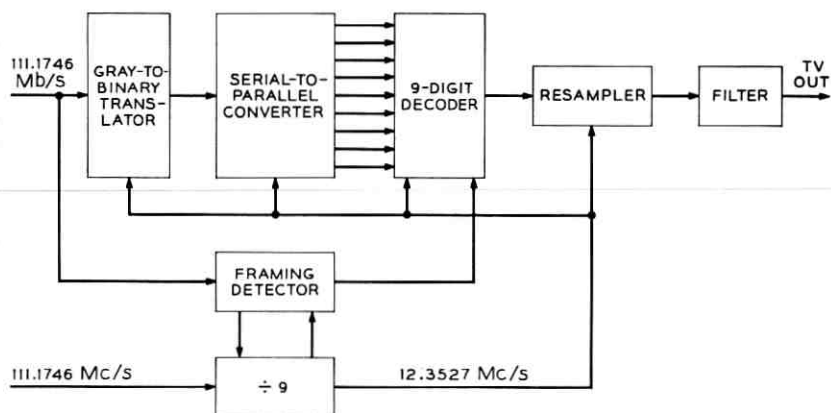 111.1746
Mb/s
GRAY-TO-
BINARY
TRANS-
LATOR
SERIAL-TO-
PARALLEL
CONVERTER
9-DIGIT
DECODER
RESAMPLER
FILTER
TV
OUT
FRAMING
DETECTOR
111.1746 Mc/s
÷ 9
12.3527 Mc/s